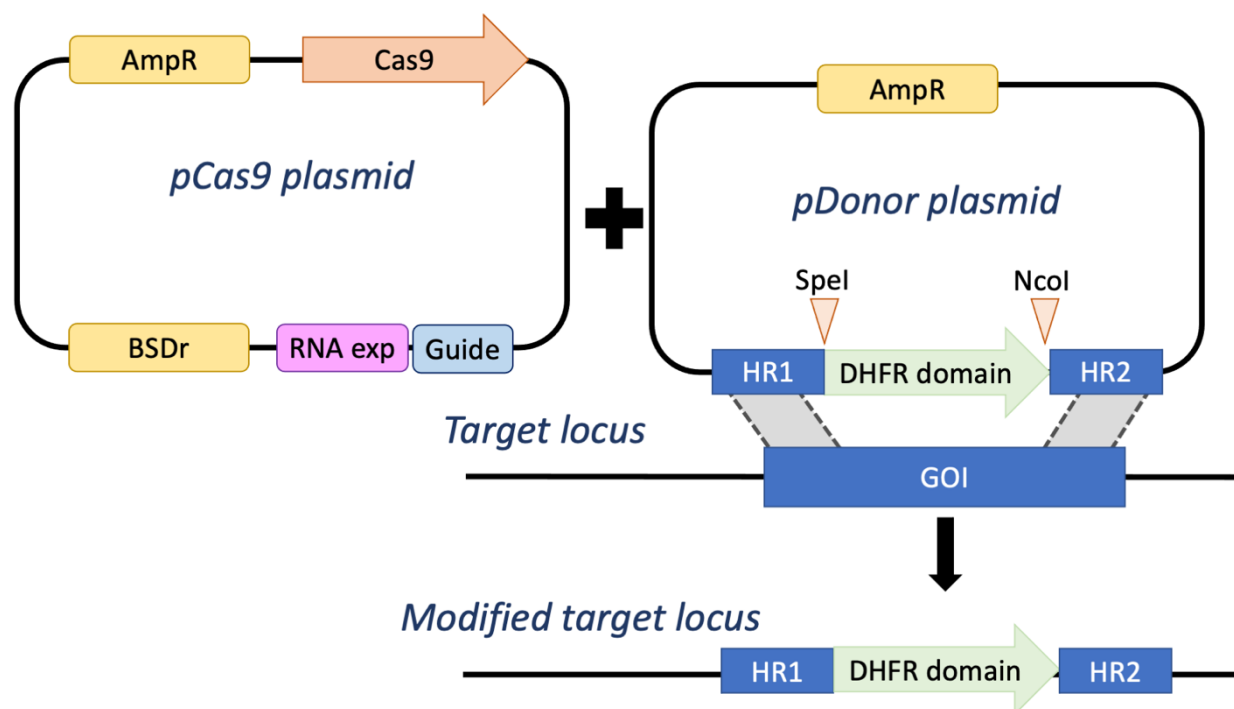 AmpR
Cas9
pCas9 plasmid
BSDr
RNA exp
Guide
AmpR
pDonor plasmid
SpeI
NcoI
HR1
DHFR domain
HR2
Target locus
GOI
Modified target locus
HR1
DHFR domain
HR2